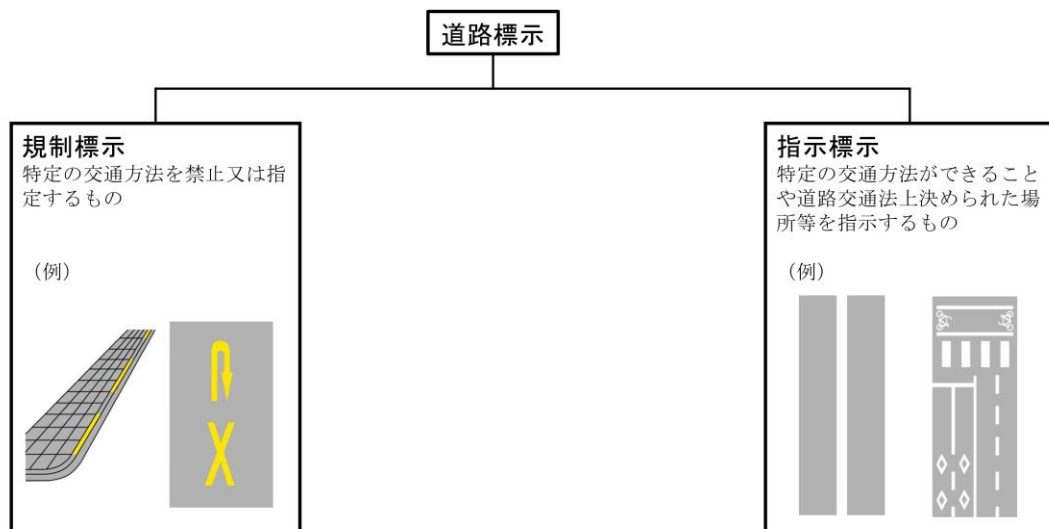 道路標示
規制標示
特定の交通方法を禁止又は指
定するもの
（例）
指示標示
特定の交通方法ができること
や道路交通法上決められた場
所等を指示するもの
（例）